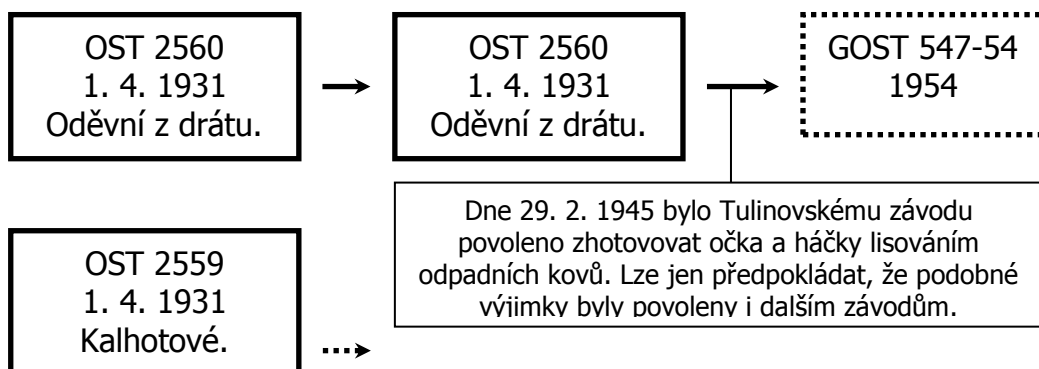 OST 2560
1. 4. 1931
Oděvní z drátu.
OST 2560
1. 4. 1931
Oděvní z drátu.
GOST 547-54
1954
Dne 29. 2. 1945 bylo Tulinovskému závodu
povoleno zhotovovat očka a háčky lisováním
odpadních kovů. Lze jen předpokládat, že podobné
výjimky byly povoleny i dalším závodům.
OST 2559
1. 4. 1931
Kalhotové.